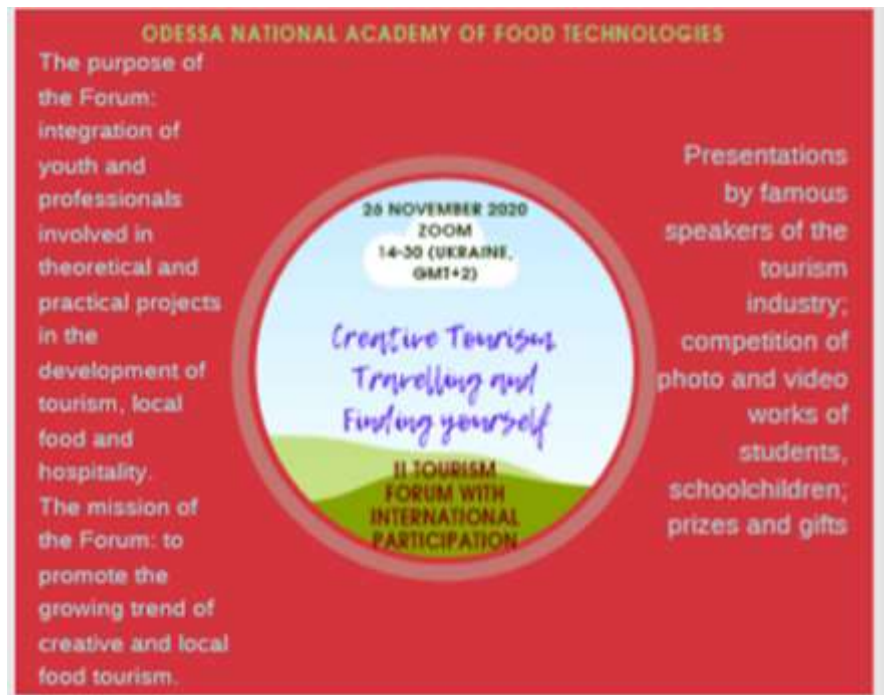 ODESSA NATIONAL ACADEMY OF FOOD TECHNOLOGIES
The purpose of
the Forum:
integration of
youth and
professionals
involved in
theoretical and
practical projects
in the
development of
tourism, local
food and
hospitality.
The mission of
the Forum: to
promote the
growing trend of
creative and local
food tourism.
26 NOVEMBER 2020
ZOOM
14-30 (UKRAINE,
GMT+2)
Creative Tourism
Travelling and
Finding yourself
II TOURISM
FORUM WITH
INTERNATIONAL
PARTICIPATION
Presentations
by famous
speakers of the
tourism
industry;
competition of
photo and video
works of
students,
schoolchildren;
prizes and gifts